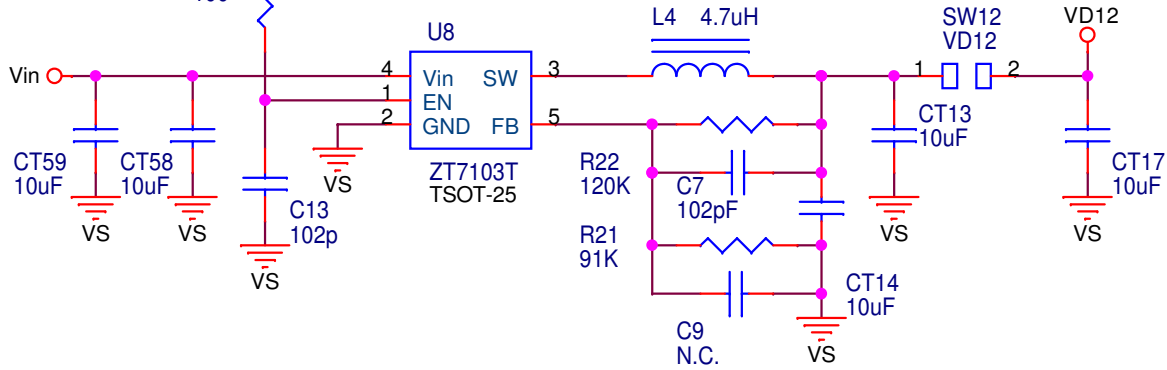 L4 4.7uH
SW12
VD12
VD12
U8
Vin
4
Vin
SW
3
1
2
1
EN
2
GND
FB
5
CT59
10uF
CT58
10uF
VS
ZT7103T
TSOT-25
R22
120K
C7
102pF
CT13
10uF
CT17
10uF
VS
VS
C13
102p
VS
R21
91K
VS
VS
CT14
10uF
C9
N.C.
VS